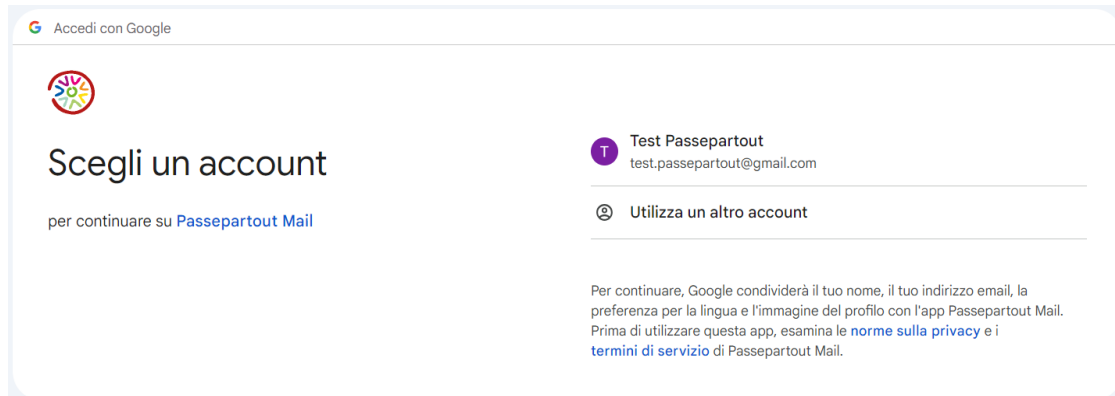 Accedi con Google
Scegli un account
per continuare su Passepartout Mail
T
Test Passepartout
test.passepartout@gmail.com
Utilizza un altro account
Per continuare, Google condividerà il tuo nome, il tuo indirizzo email, la
preferenza per la lingua e l'immagine del profilo con l'app Passepartout Mail.
Prima di utilizzare questa app, esamina le norme sulla privacy e i
termini di servizio di Passepartout Mail.